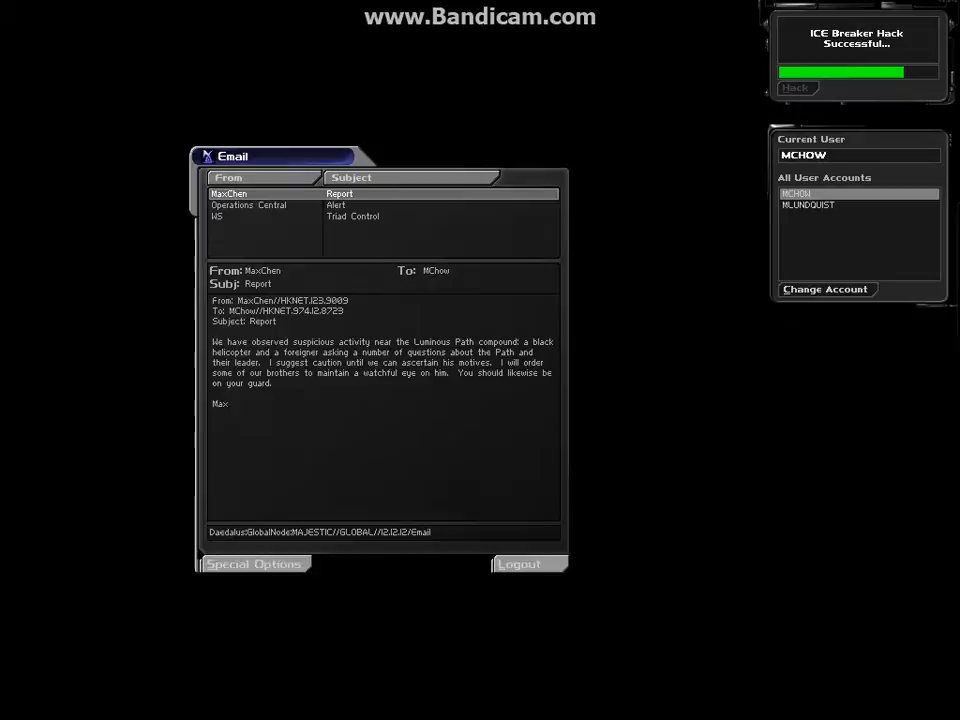 www.Bandicam.com
ICE Breaker Hack
Successful...
Hack
Current User
MCHOW
All User Accounts
MCHOW
MLUNDQUIST
Change Account
Email
From Subject
MaxChen Report
Operations Central Alert
WS Triad Control
From: MaxChen To: MChow
Subj: Report
From: MaxChen//HKNET.123.9009
To: MChow//HKNET.974.12.8723
Subject: Report
We have observed suspicious activity near the Luminous Path compound: a black
helicopter and a foreigner asking a number of questions about the Path and
their leader. I suggest caution until we can ascertain his motives. I will order
some of our brothers to maintain a watchful eye on him. You should likewise be
on your guard.
Max
Daedalus:GlobalNode:MAJESTIC//GLOBAL//12.12.12/Email
Special Options
Logout